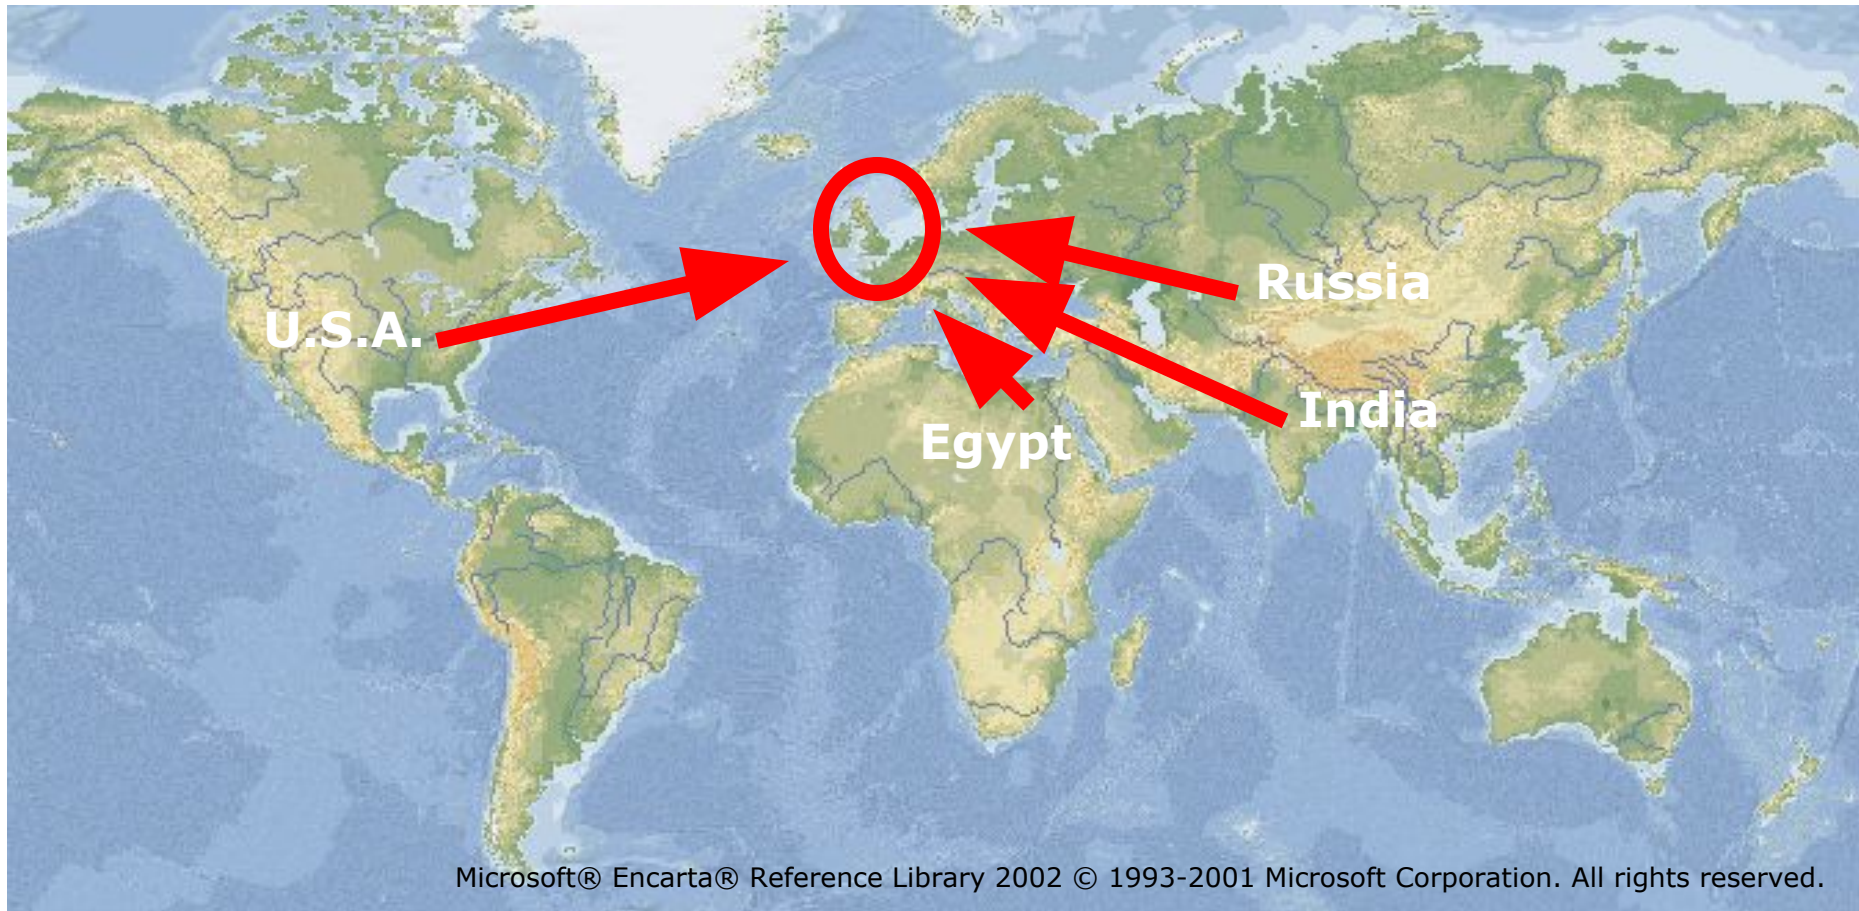 Russia
U.S.A.
India
Egypt
Microsoft® Encarta® Reference Library 2002 © 1993-2001 Microsoft Corporation. All rights reserved.